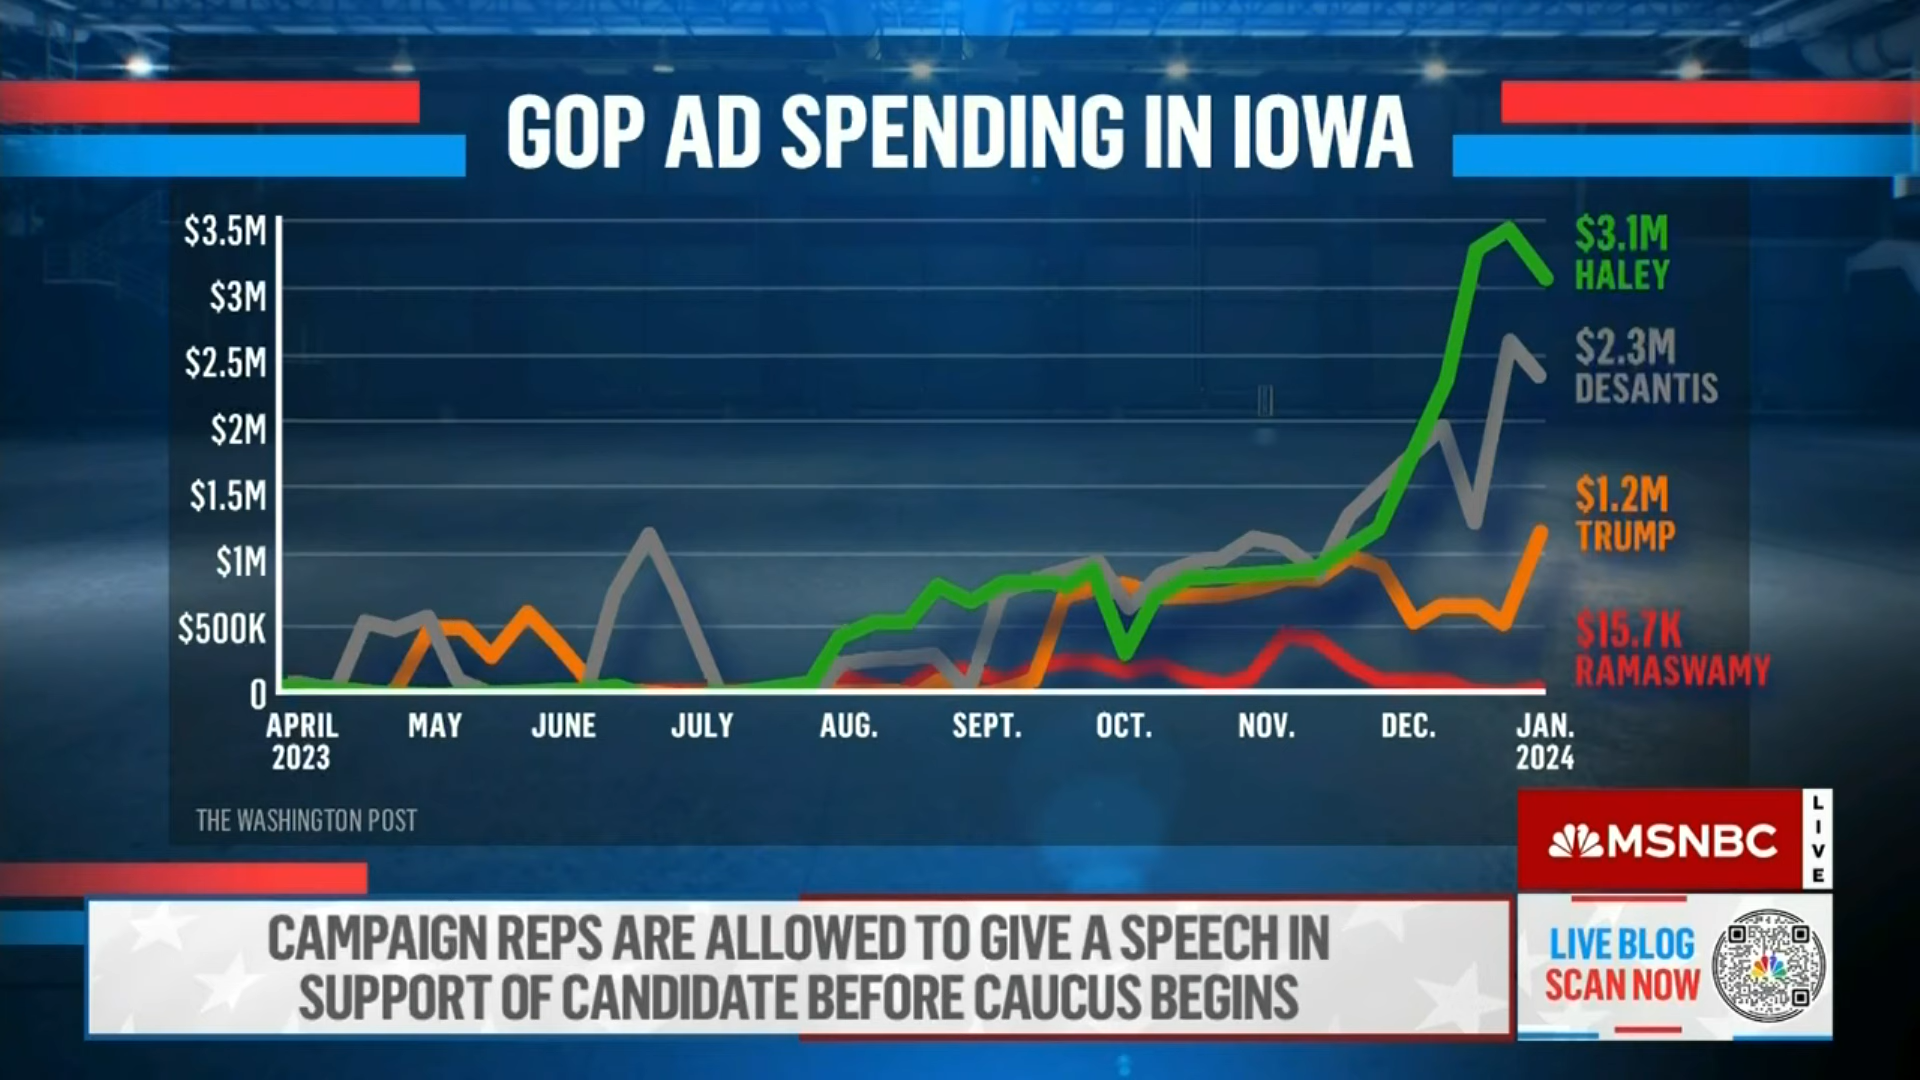 GOP AD SPENDING IN IOWA
$3.5M
$3M
$2.5M
$2M
$1.5M
$1M
$500K
0
APRIL 2023
MAY
JUNE
JULY
AUG.
SEPT.
OCT.
NOV.
DEC.
JAN. 2024
$3.1M
HALEY
$2.3M
DESANTIS
$1.2M
TRUMP
$15.7K
RAMASWAMY
THE WASHINGTON POST
MSNBC
LIVE
CAMPAIGN REPS ARE ALLOWED TO GIVE A SPEECH IN
SUPPORT OF CANDIDATE BEFORE CAUCUS BEGINS
LIVE BLOG
SCAN NOW